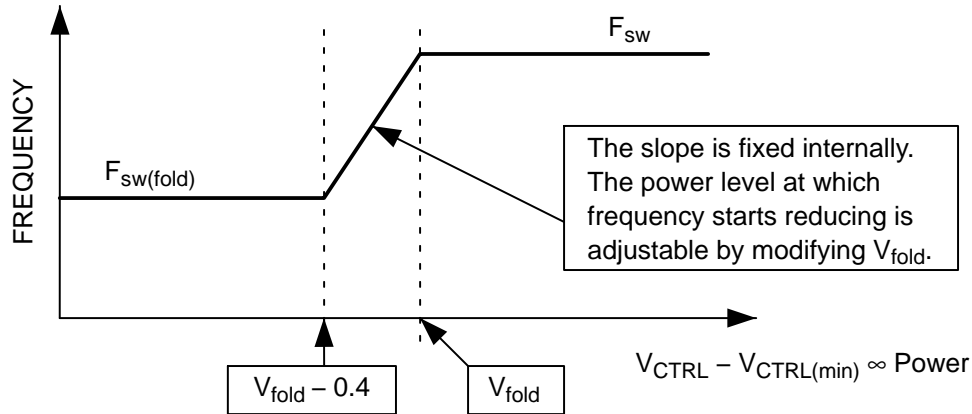 F_sw
FREQUENCY
F_sw(fold)
The slope is fixed internally.
The power level at which
frequency starts reducing is
adjustable by modifying V_fold.
V_fold – 0.4
V_fold
V_CTRL – V_CTRL(min) ∞ Power